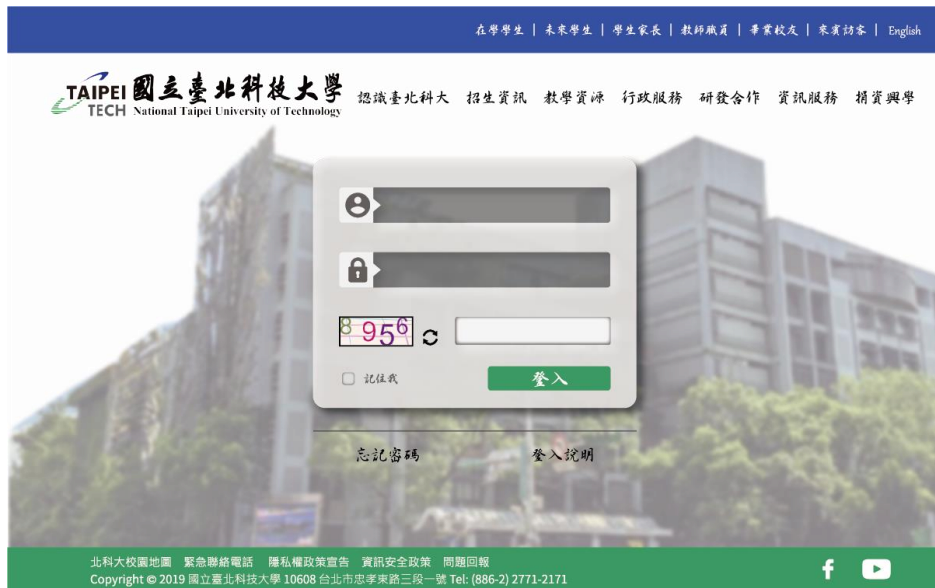 在學學生 | 未來學生 | 學生家長 | 教師職員 | 畢業校友 | 來賓訪客 | English
TAIPEI TECH 國立臺北科技大學
National Taipei University of Technology
認識臺北科大 招生資訊 教學資源 行政服務 研發合作 資訊服務 捐資興學
8956
記住我 登入
忘記密碼 登入說明
北科大校園地圖 緊急聯絡電話 隱私權政策宣告 資訊安全政策 問題回報
Copyright © 2019 國立臺北科技大學 10608 台北市忠孝東路三段一號 Tel: (886-2) 2771-2171